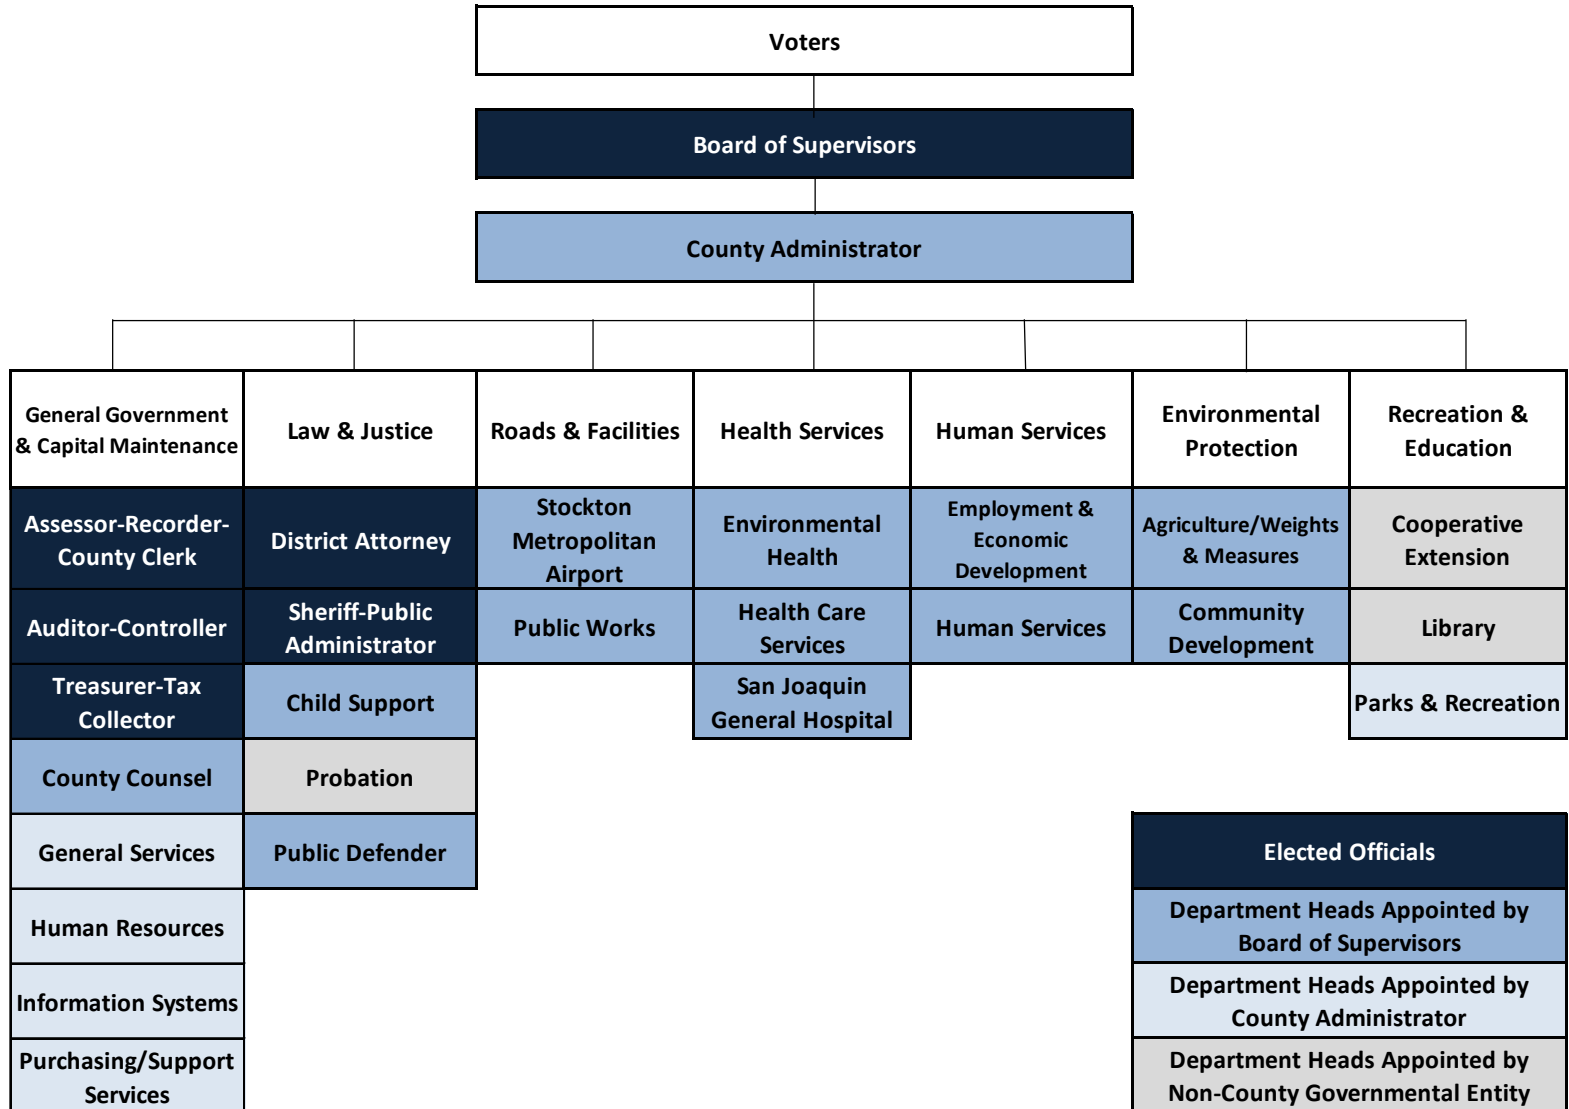 Voters
Board of Supervisors
County Administrator
General Government
& Capital Maintenance
Law & Justice
Roads & Facilities
Health Services
Human Services
Environmental
Protection
Recreation &
Education
Assessor-Recorder-
County Clerk
District Attorney
Stockton
Metropolitan
Airport
Environmental
Health
Employment &
Economic
Development
Agriculture/Weights
& Measures
Cooperative
Extension
Auditor-Controller
Sheriff-Public
Administrator
Public Works
Health Care
Services
Human Services
Community
Development
Library
Treasurer-Tax
Collector
Child Support
San Joaquin
General Hospital
Parks & Recreation
County Counsel
Probation
General Services
Public Defender
Elected Officials
Human Resources
Department Heads Appointed by
Board of Supervisors
Information Systems
Department Heads Appointed by
County Administrator
Purchasing/Support
Services
Department Heads Appointed by
Non-County Governmental Entity